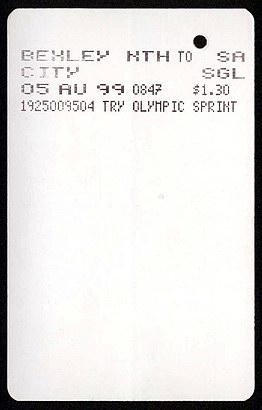 BEXLEY NTH TO SA
CITY SGL
05 AU 99 0847 $1.30
1925009504 TRY OLYMPIC SPRINT